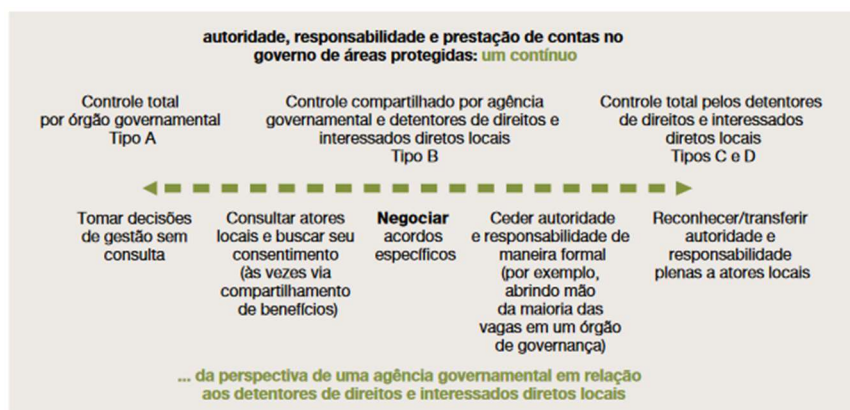 autoridade, responsabilidade e prestação de contas no
governo de áreas protegidas: um contínuo
Controle total
por órgão governamental
Tipo A
Controle compartilhado por agência
governamental e detentores de direitos e
interessados diretos locais
Tipo B
Controle total pelos detentores
de direitos e interessados
diretos locais
Tipos C e D
Tomar decisões
de gestão sem
consulta
Consultar atores
locais e buscar seu
consentimento
(às vezes via
compartilhamento
de benefícios)
Negociar
acordos
específicos
Ceder autoridade
e responsabilidade de
maneira formal
(por exemplo,
abrindo mão
da maioria das
vagas em um órgão
de governança)
Reconhecer/transferir
autoridade e
responsabilidade
plenas a atores locais
... da perspectiva de uma agência governamental em relação
aos detentores de direitos e interessados diretos locais